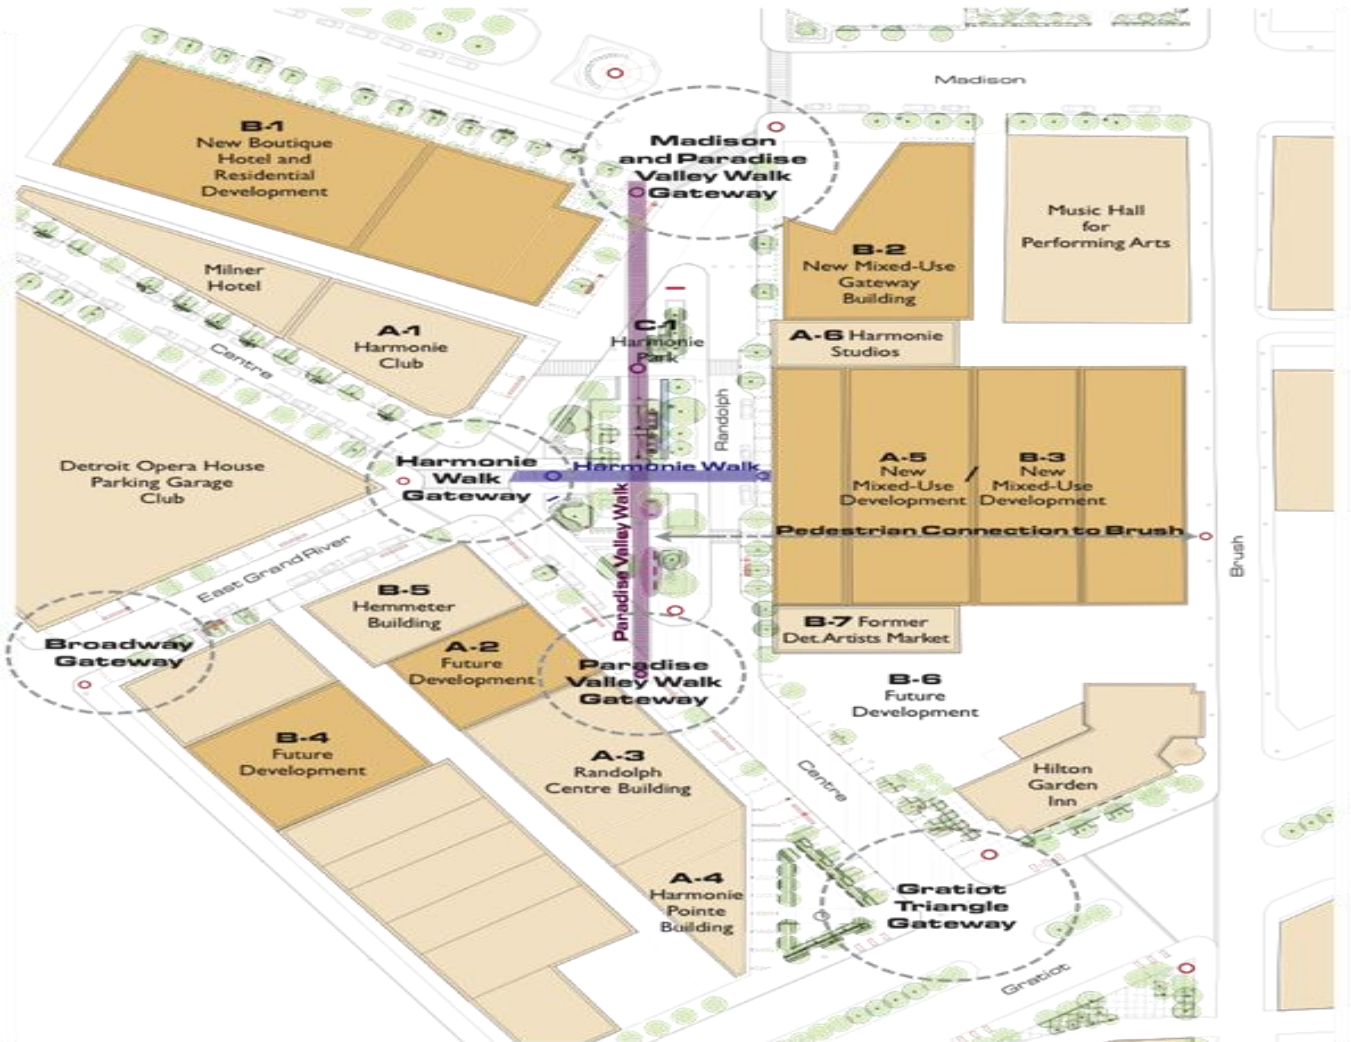 Madison
B-1
New Boutique
Hotel and
Residential
Development
Madison
and Paradise
Valley Walk
Gateway
Music Hall
for
Performing Arts
B-2
New Mixed-Use
Gateway
Building
Milner
Hotel
A-1
Harmonie
Club
C-1
Harmonie
Park
A-6 Harmonie
Studios
Centre
Randolph
Detroit Opera House
Parking Garage
Club
Harmonie
Walk
Gateway
Harmonie Walk
A-5
New
Mixed-Use
Development
/
B-3
New
Mixed-Use
Development
Pedestrian Connection to Brush
Brush
Paradise Valley Walk
East Grand River
B-5
Hemmeter
Building
B-7 Former
Det.Artists Market
Broadway
Gateway
A-2
Future
Development
Paradise
Valley Walk
Gateway
B-6
Future
Development
B-4
Future
Development
A-3
Randolph
Centre Building
Centre
Hilton
Garden
Inn
A-4
Harmonie
Pointe
Building
Gratiot
Triangle
Gateway
Gratiot